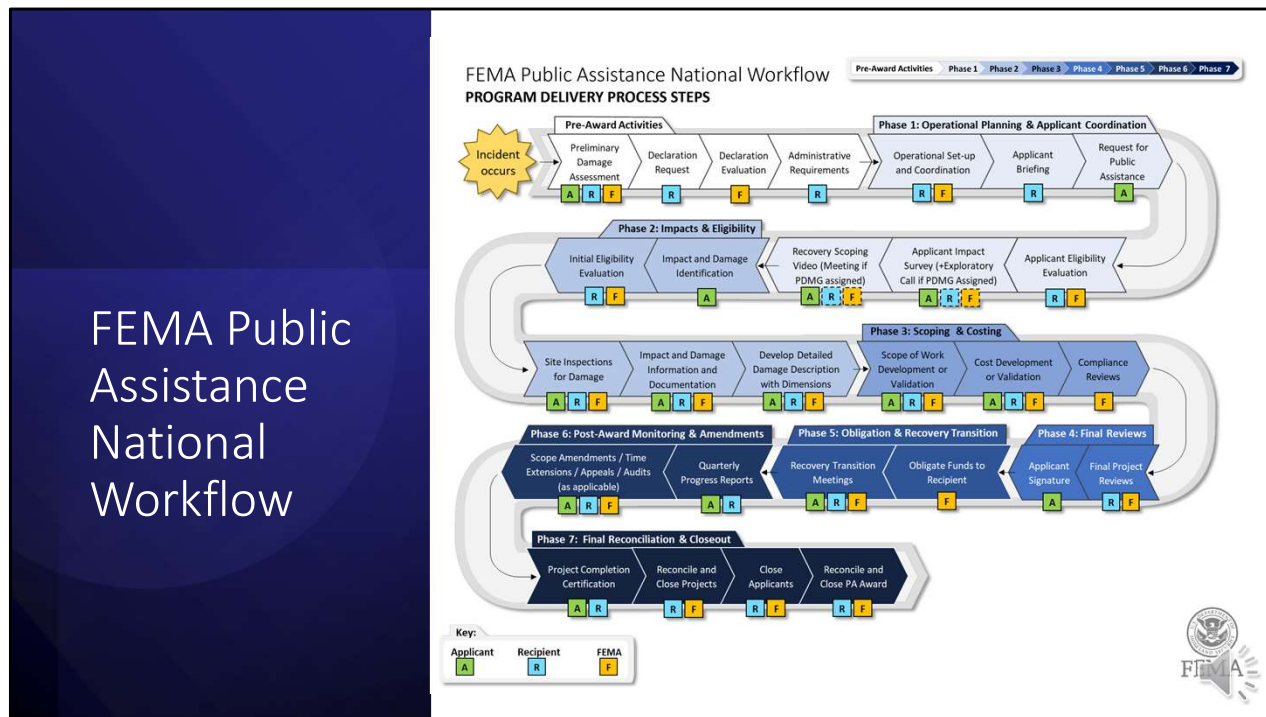 FEMA Public
Assistance
National
Workflow
FEMA Public Assistance National Workflow
PROGRAM DELIVERY PROCESS STEPS
Pre-Award Activities Phase 1 Phase 2 Phase 3 Phase 4 Phase 5 Phase 6 Phase 7
Incident
occurs
Pre-Award Activities
Preliminary
Damage
Assessment
A R F
Declaration
Request
R
Declaration
Evaluation
F
Administrative
Requirements
R
Phase 1: Operational Planning & Applicant Coordination
Operational Set-up
and Coordination
R F
Applicant
Briefing
R
Request for
Public
Assistance
A
Applicant Eligibility
Evaluation
R F
Applicant Impact
Survey (+Exploratory
Call if PDMG Assigned)
A R F
Recovery Scoping
Video (Meeting if
PDMG assigned)
A R F
Phase 2: Impacts & Eligibility
Impact and Damage
Identification
A
Initial Eligibility
Evaluation
R F
Site Inspections
for Damage
A R F
Impact and Damage
Information and
Documentation
A R F
Develop Detailed
Damage Description
with Dimensions
A R F
Phase 3: Scoping & Costing
Scope of Work
Development or
Validation
A R F
Cost Development
or Validation
A R F
Compliance
Reviews
F
Phase 4: Final Reviews
Final Project
Reviews
R F
Applicant
Signature
A
Phase 5: Obligation & Recovery Transition
Obligate Funds to
Recipient
F
Recovery Transition
Meetings
A R F
Phase 6: Post-Award Monitoring & Amendments
Quarterly
Progress Reports
A R
Scope Amendments / Time
Extensions / Appeals / Audits
(as applicable)
A R F
Phase 7: Final Reconciliation & Closeout
Project Completion
Certification
A R
Reconcile and
Close Projects
R F
Close
Applicants
R F
Reconcile and
Close PA Award
R F
Key:
Applicant
A
Recipient
R
FEMA
F
FEMA